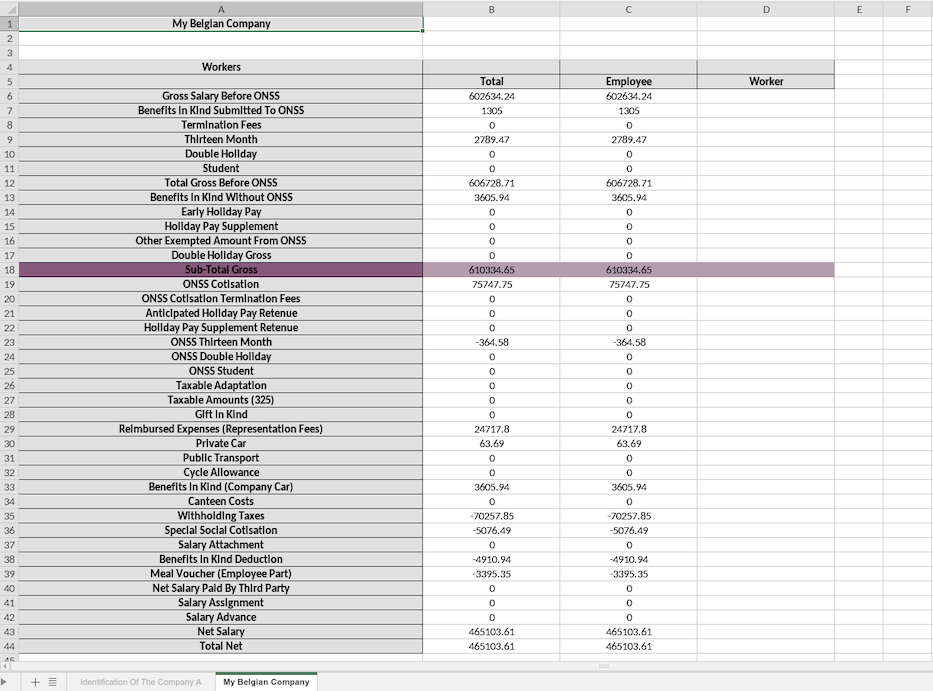 A B C D E F
1 My Belgian Company
2
3
4 Workers
5 Total Employee Worker
6 Gross Salary Before ONSS 602634.24 602634.24
7 Benefits In Kind Submitted To ONSS 1305 1305
8 Termination Fees 0 0
9 Thirteen Month 2789.47 2789.47
10 Double Holiday 0 0
11 Student 0 0
12 Total Gross Before ONSS 606728.71 606728.71
13 Benefits In Kind Without ONSS 3605.94 3605.94
14 Early Holiday Pay 0 0
15 Holiday Pay Supplement 0 0
16 Other Exempted Amount From ONSS 0 0
17 Double Holiday Gross 0 0
18 Sub-Total Gross 610334.65 610334.65
19 ONSS Cotisation 75747.75 75747.75
20 ONSS Cotisation Termination Fees 0 0
21 Anticipated Holiday Pay Retenue 0 0
22 Holiday Pay Supplement Retenue 0 0
23 ONSS Thirteen Month -364.58 -364.58
24 ONSS Double Holiday 0 0
25 ONSS Student 0 0
26 Taxable Adaptation 0 0
27 Taxable Amounts (325) 0 0
28 Gift In Kind 0 0
29 Reimbursed Expenses (Representation Fees) 24717.8 24717.8
30 Private Car 63.69 63.69
31 Public Transport 0 0
32 Cycle Allowance 0 0
33 Benefits In Kind (Company Car) 3605.94 3605.94
34 Canteen Costs 0 0
35 Withholding Taxes -70257.85 -70257.85
36 Special Social Cotisation -5076.49 -5076.49
37 Salary Attachment 0 0
38 Benefits In Kind Deduction -4910.94 -4910.94
39 Meal Voucher (Employee Part) -3395.35 -3395.35
40 Net Salary Paid By Third Party 0 0
41 Salary Assignment 0 0
42 Salary Advance 0 0
43 Net Salary 465103.61 465103.61
44 Total Net 465103.61 465103.61
45
Identification Of The Company A My Belgian Company